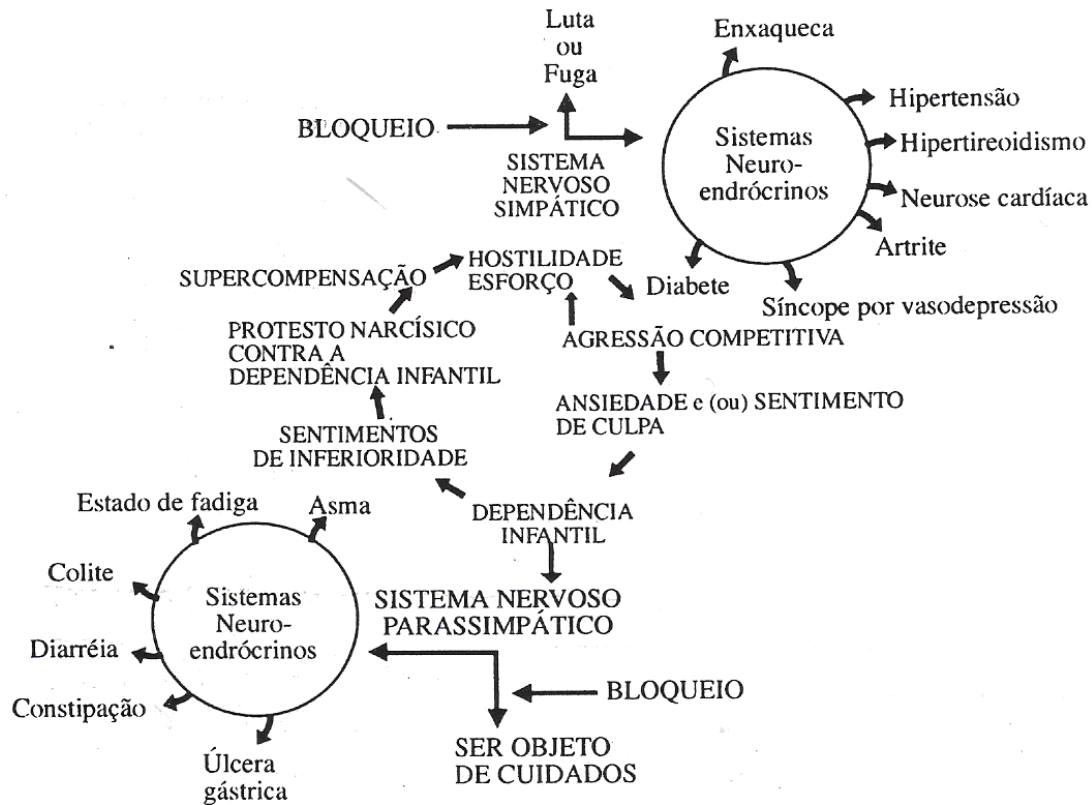 Luta
ou
Fuga
Enxaqueca
BLOQUEIO
Hipertensão
Sistemas
Neuro-
endrócrinos
Hipertireoidismo
SISTEMA
NERVOSO
SIMPÁTICO
Neurose cardíaca
Artrite
Diabete
Síncope por vasodepressão
SUPERCOMPENSAÇÃO
HOSTILIDADE
ESFORÇO
PROTESTO NARCÍSICO
CONTRA A
DEPENDÊNCIA INFANTIL
AGRESSÃO COMPETITIVA
ANSIEDADE e (ou) SENTIMENTO
DE CULPA
SENTIMENTOS
DE INFERIORIDADE
DEPENDÊNCIA
INFANTIL
Estado de fadiga
Asma
Colite
Sistemas
Neuro-
endrócrinos
SISTEMA NERVOSO
PARASSIMPÁTICO
Diarréia
Constipação
BLOQUEIO
Úlcera
gástrica
SER OBJETO
DE CUIDADOS